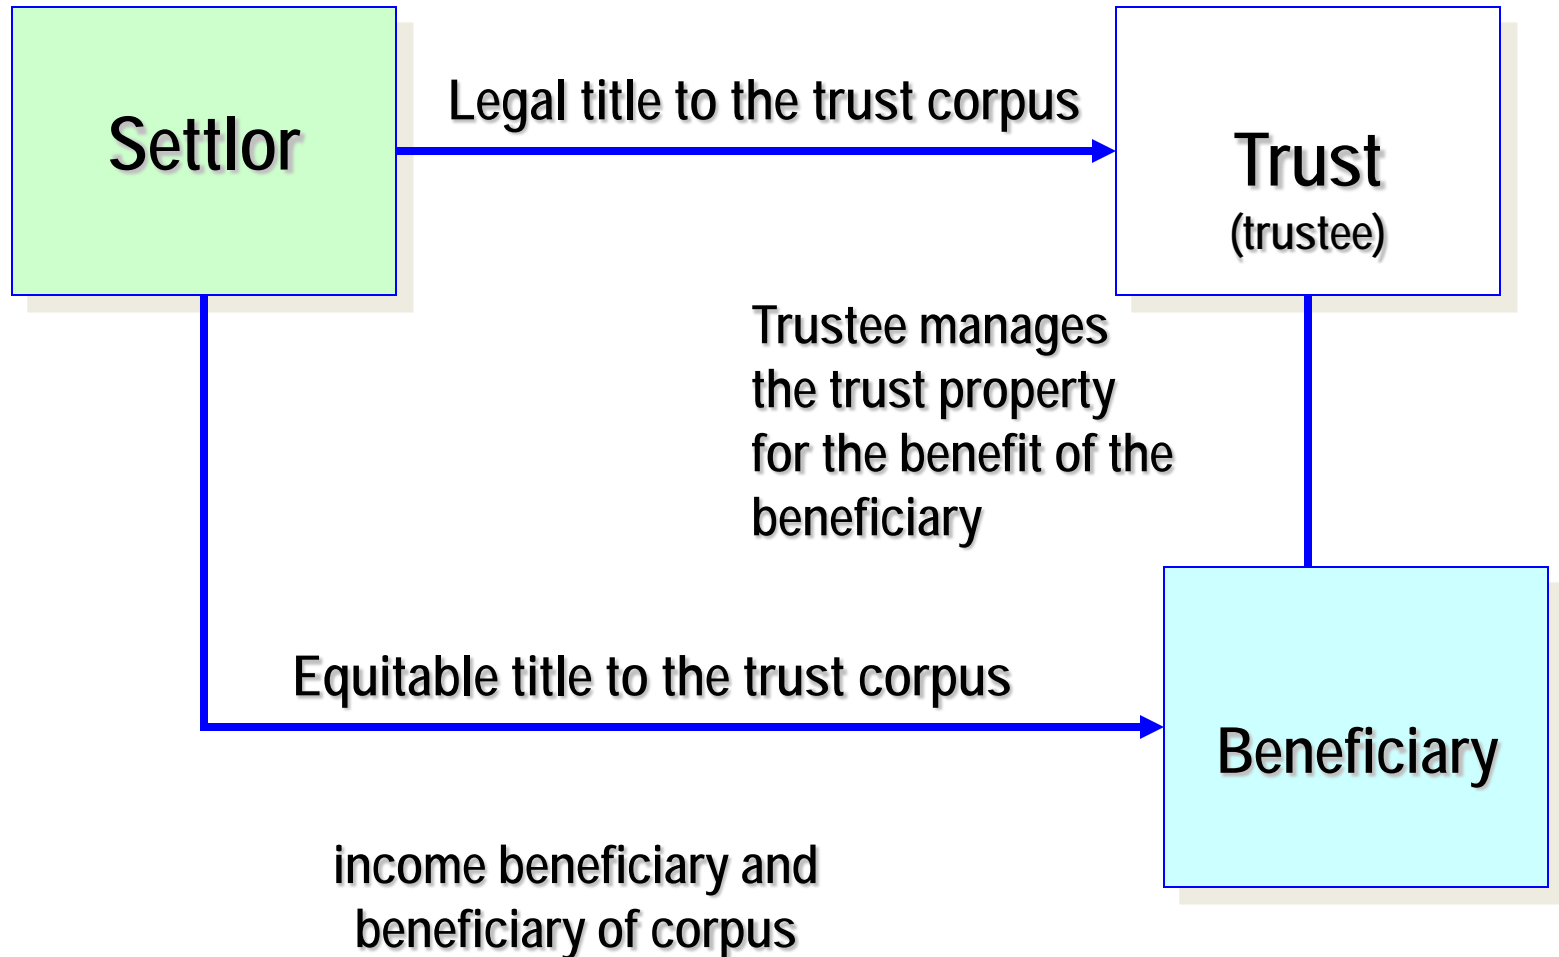 Settlor
Legal title to the trust corpus
Trust
(trustee)
Trustee manages
the trust property
for the benefit of the
beneficiary
Equitable title to the trust corpus
Beneficiary
income beneficiary and
beneficiary of corpus